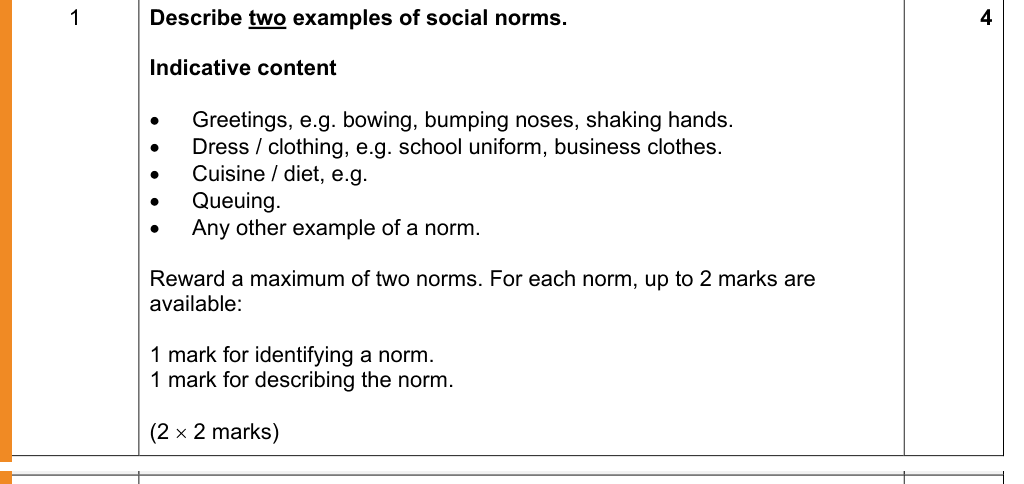 1 Describe two examples of social norms. 4
Indicative content
• Greetings, e.g. bowing, bumping noses, shaking hands.
• Dress / clothing, e.g. school uniform, business clothes.
• Cuisine / diet, e.g.
• Queuing.
• Any other example of a norm.
Reward a maximum of two norms. For each norm, up to 2 marks are
available:
1 mark for identifying a norm.
1 mark for describing the norm.
(2 × 2 marks)